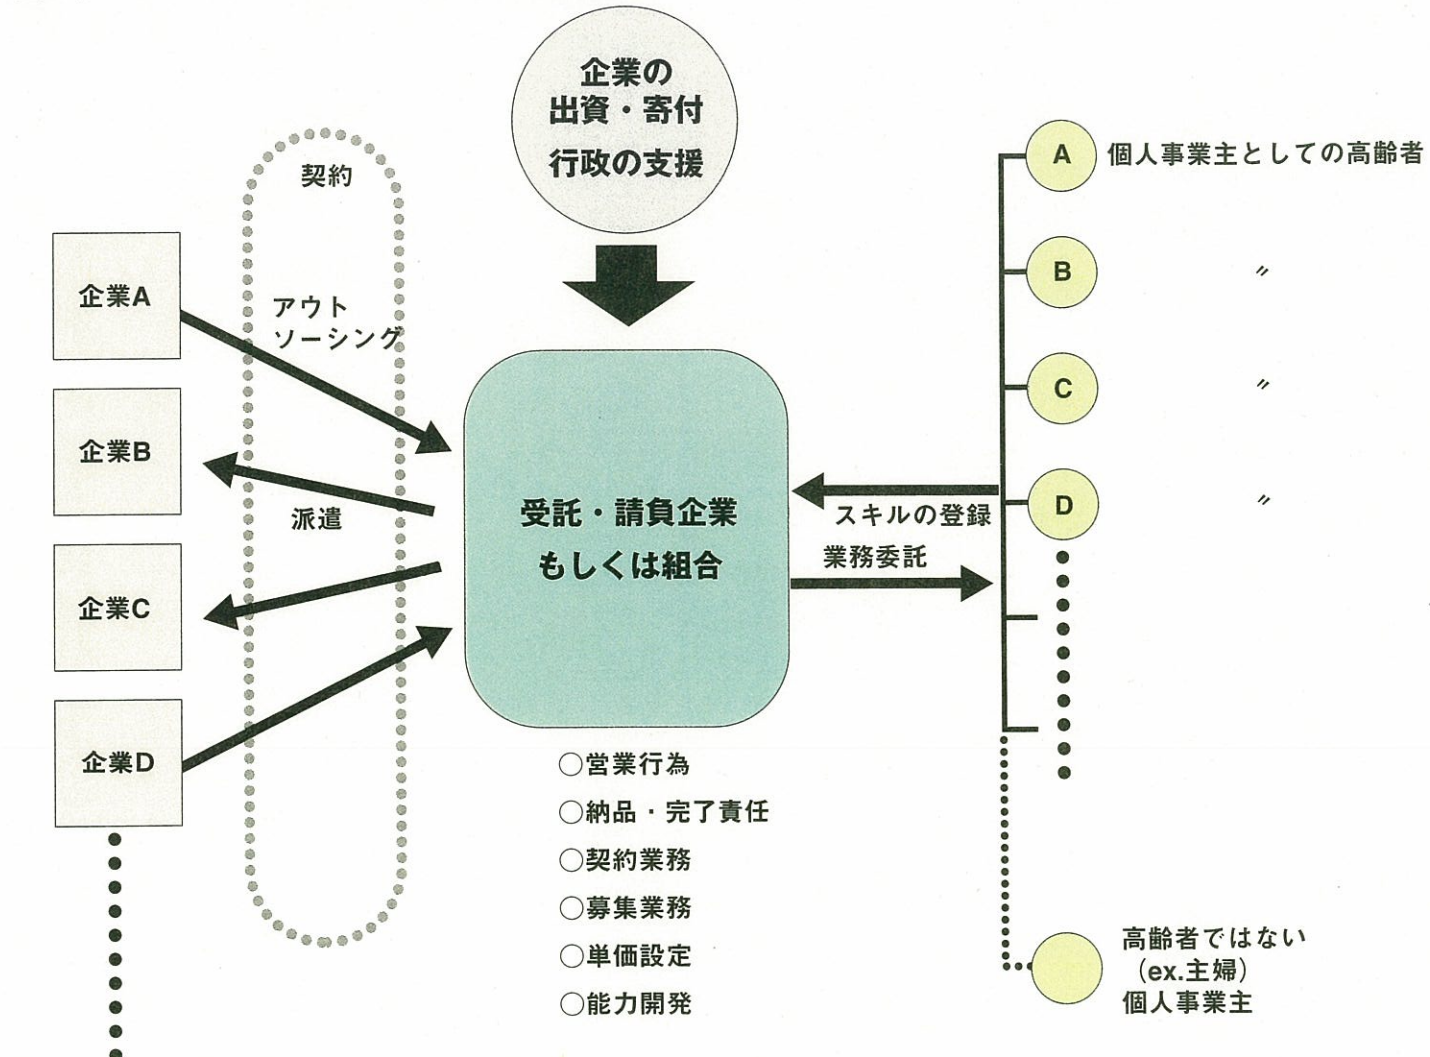 企業の
出資・寄付
行政の支援
契約
企業A
アウト
ソーシング
企業B
派遣
企業C
企業D
受託・請負企業
もしくは組合
スキルの登録
業務委託
A 個人事業主としての高齢者
B 〃
C 〃
D 〃
○営業行為
○納品・完了責任
○契約業務
○募集業務
○単価設定
○能力開発
高齢者ではない
（ex.主婦）
個人事業主